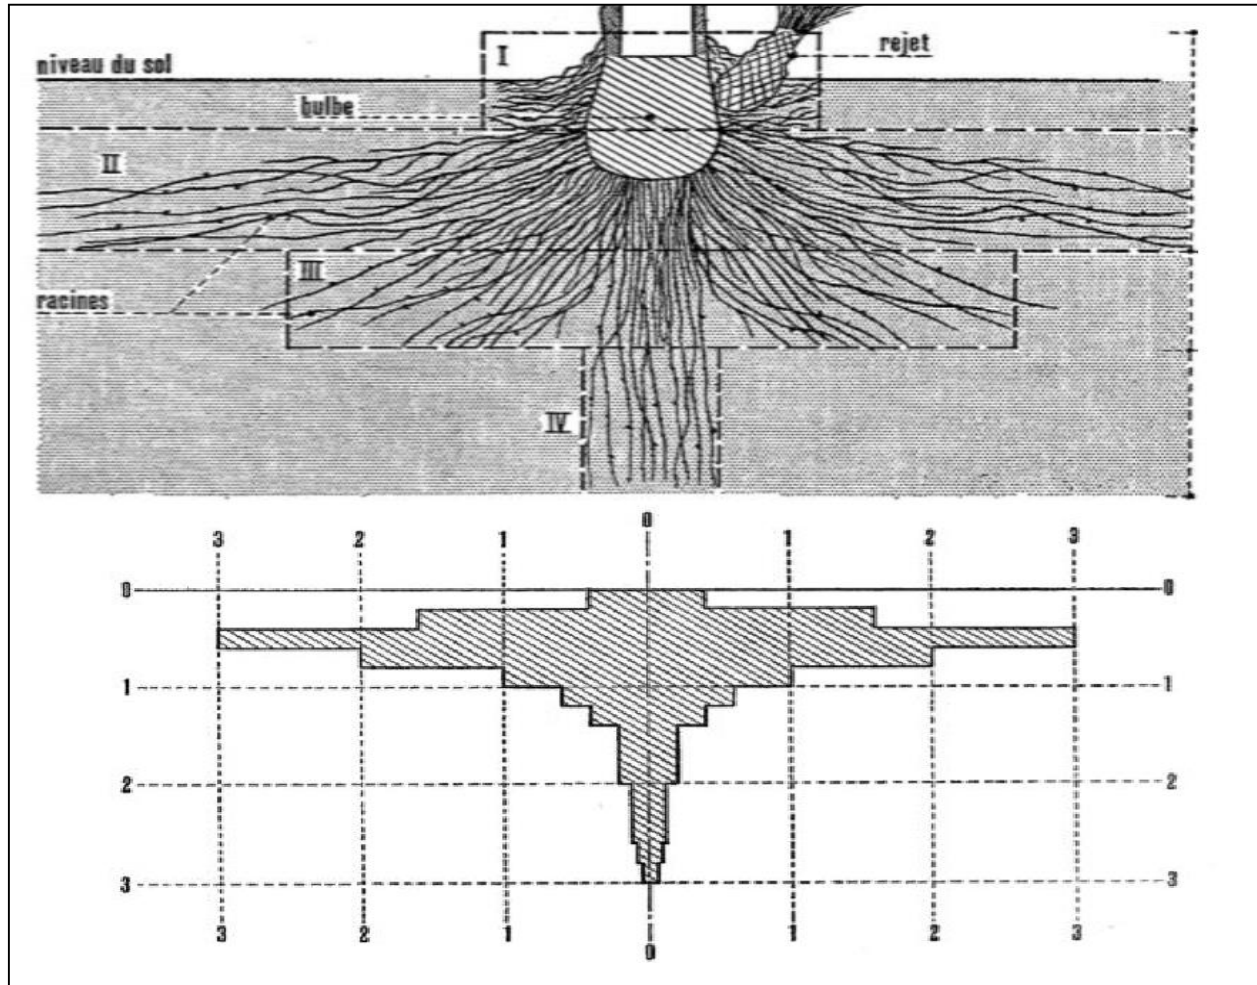 I
rejet
niveau du sol
bulbe
II
III
racines
IV
0
3 2 1 1 2 3
0 0
1 1
2 2
3 3
3 2 1 1 2 3
0